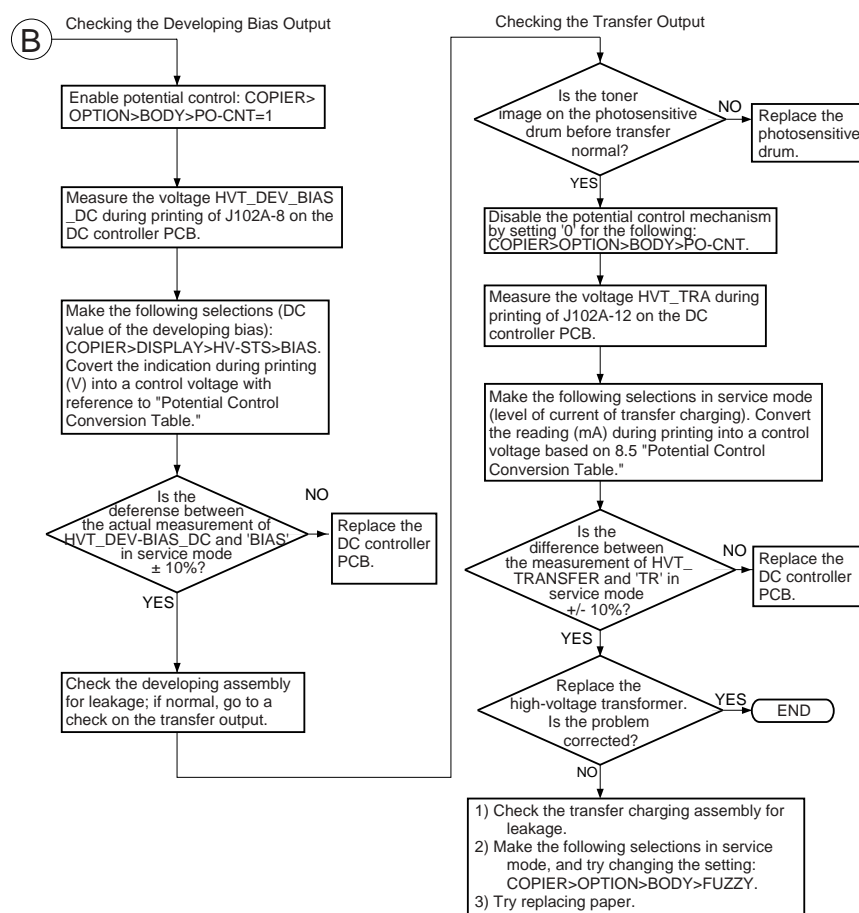 Checking the Developing Bias Output
B
Enable potential control: COPIER>
OPTION>BODY>PO-CNT=1
Measure the voltage HVT_DEV_BIAS
_DC during printing of J102A-8 on the
DC controller PCB.
Make the following selections (DC
value of the developing bias):
COPIER>DISPLAY>HV-STS>BIAS.
Covert the indication during printing
(V) into a control voltage with
reference to "Potential Control
Conversion Table."
Is the
deferense between
the actual measurement of
HVT_DEV-BIAS_DC and 'BIAS'
in service mode
± 10%?
NO
Replace the
DC controller
PCB.
YES
Check the developing assembly
for leakage; if normal, go to a
check on the transfer output.
Checking the Transfer Output
Is the toner
image on the photosensitive
drum before transfer
normal?
NO
Replace the
photosensitive
drum.
YES
Disable the potential control mechanism
by setting '0' for the following:
COPIER>OPTION>BODY>PO-CNT.
Measure the voltage HVT_TRA during
printing of J102A-12 on the DC
controller PCB.
Make the following selections in service mode
(level of current of transfer charging). Convert
the reading (mA) during printing into a control
voltage based on 8.5 "Potential Control
Conversion Table."
Is the
difference between
the measurement of HVT_
TRANSFER and 'TR' in
service mode
+/- 10%?
NO
Replace the
DC controller
PCB.
YES
Replace the
high-voltage transformer.
Is the problem
corrected?
YES
END
NO
1) Check the transfer charging assembly for
leakage.
2) Make the following selections in service
mode, and try changing the setting:
COPIER>OPTION>BODY>FUZZY.
3) Try replacing paper.